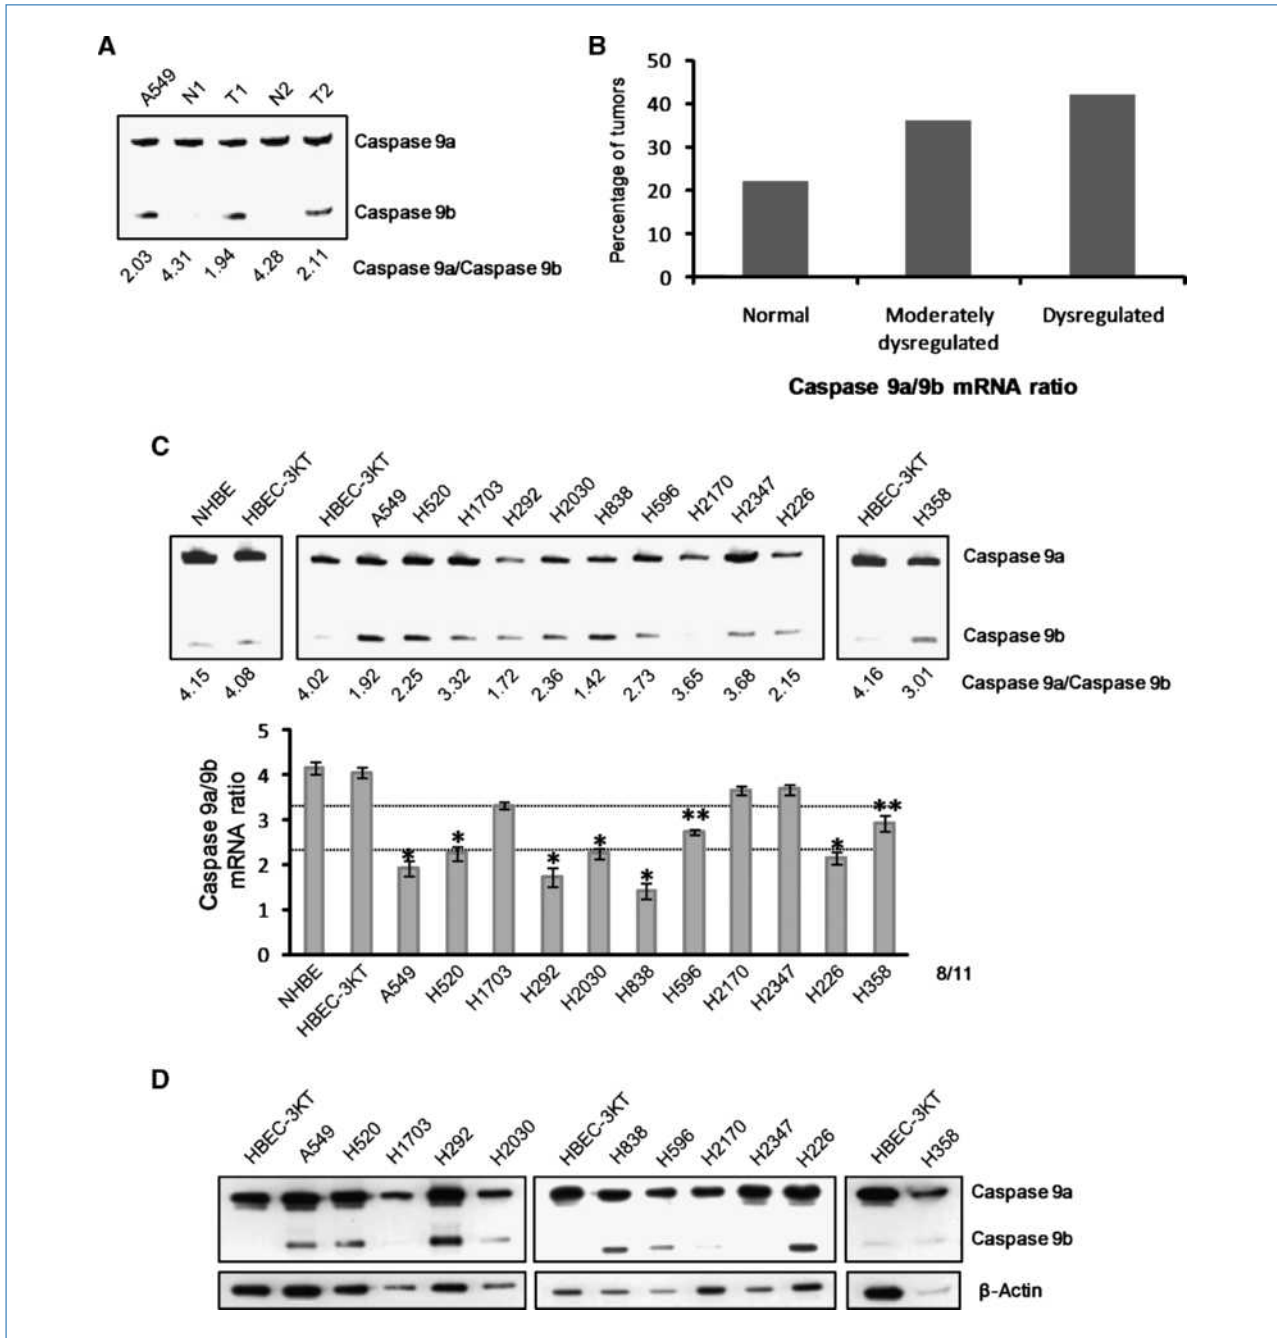 A
A549 N1 T1 N2 T2
Caspase 9a
Caspase 9b
2.03 4.31 1.94 4.28 2.11 Caspase 9a/Caspase 9b
B
Percentage of tumors
50
40
30
20
10
0
Normal Moderately dysregulated Dysregulated
Caspase 9a/9b mRNA ratio
C
NHBE HBEC-3KT HBEC-3KT A549 H520 H1703 H292 H2030 H838 H596 H2170 H2347 H226 HBEC-3KT H358
Caspase 9a
Caspase 9b
4.15 4.08 4.02 1.92 2.25 3.32 1.72 2.36 1.42 2.73 3.65 3.68 2.15 4.16 3.01 Caspase 9a/Caspase 9b
Caspase 9a/9b
mRNA ratio
5
4
3
2
1
0
* * * * * ** * **
NHBE HBEC-3KT A549 H520 H1703 H292 H2030 H838 H596 H2170 H2347 H226 H358
8/11
D
HBEC-3KT A549 H520 H1703 H292 H2030 HBEC-3KT H838 H596 H2170 H2347 H226 HBEC-3KT H358
Caspase 9a
Caspase 9b
β-Actin